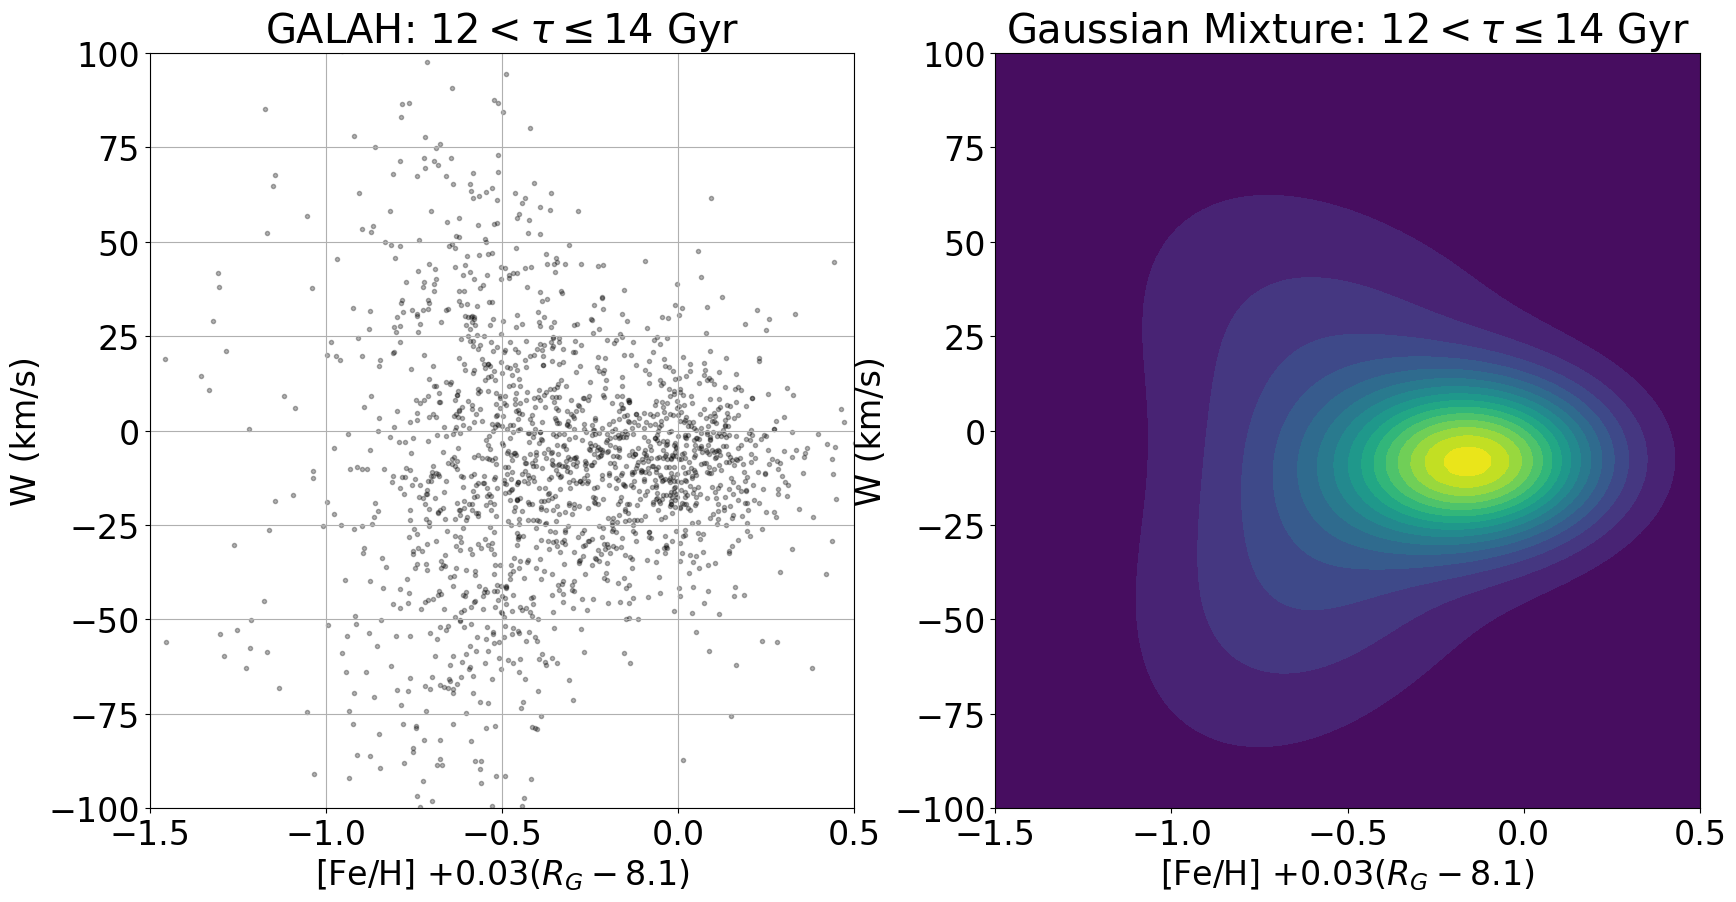 GALAH: 12 < τ ≤ 14 Gyr
100
75
50
25
0
−25
−50
−75
−100
W (km/s)
−1.5 −1.0 −0.5 0.0 0.5
[Fe/H] +0.03(R_G − 8.1)
Gaussian Mixture: 12 < τ ≤ 14 Gyr
100
75
50
25
0
−25
−50
−75
−100
W (km/s)
−1.5 −1.0 −0.5 0.0 0.5
[Fe/H] +0.03(R_G − 8.1)